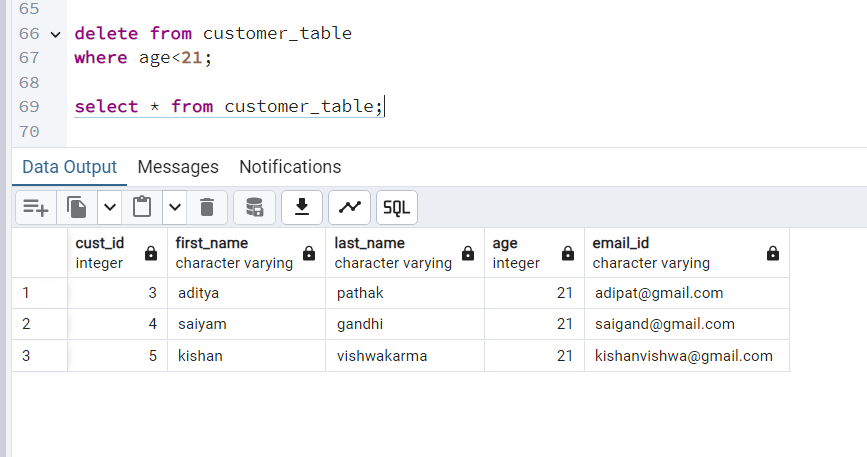 65
66 delete from customer_table
67 where age<21;
68
69 select * from customer_table;
70
Data Output Messages Notifications
SQL
cust_id first_name last_name age email_id
integer character varying character varying integer character varying
1 3 aditya pathak 21 adipat@gmail.com
2 4 saiyam gandhi 21 saigand@gmail.com
3 5 kishan vishwakarma 21 kishanvishwa@gmail.com